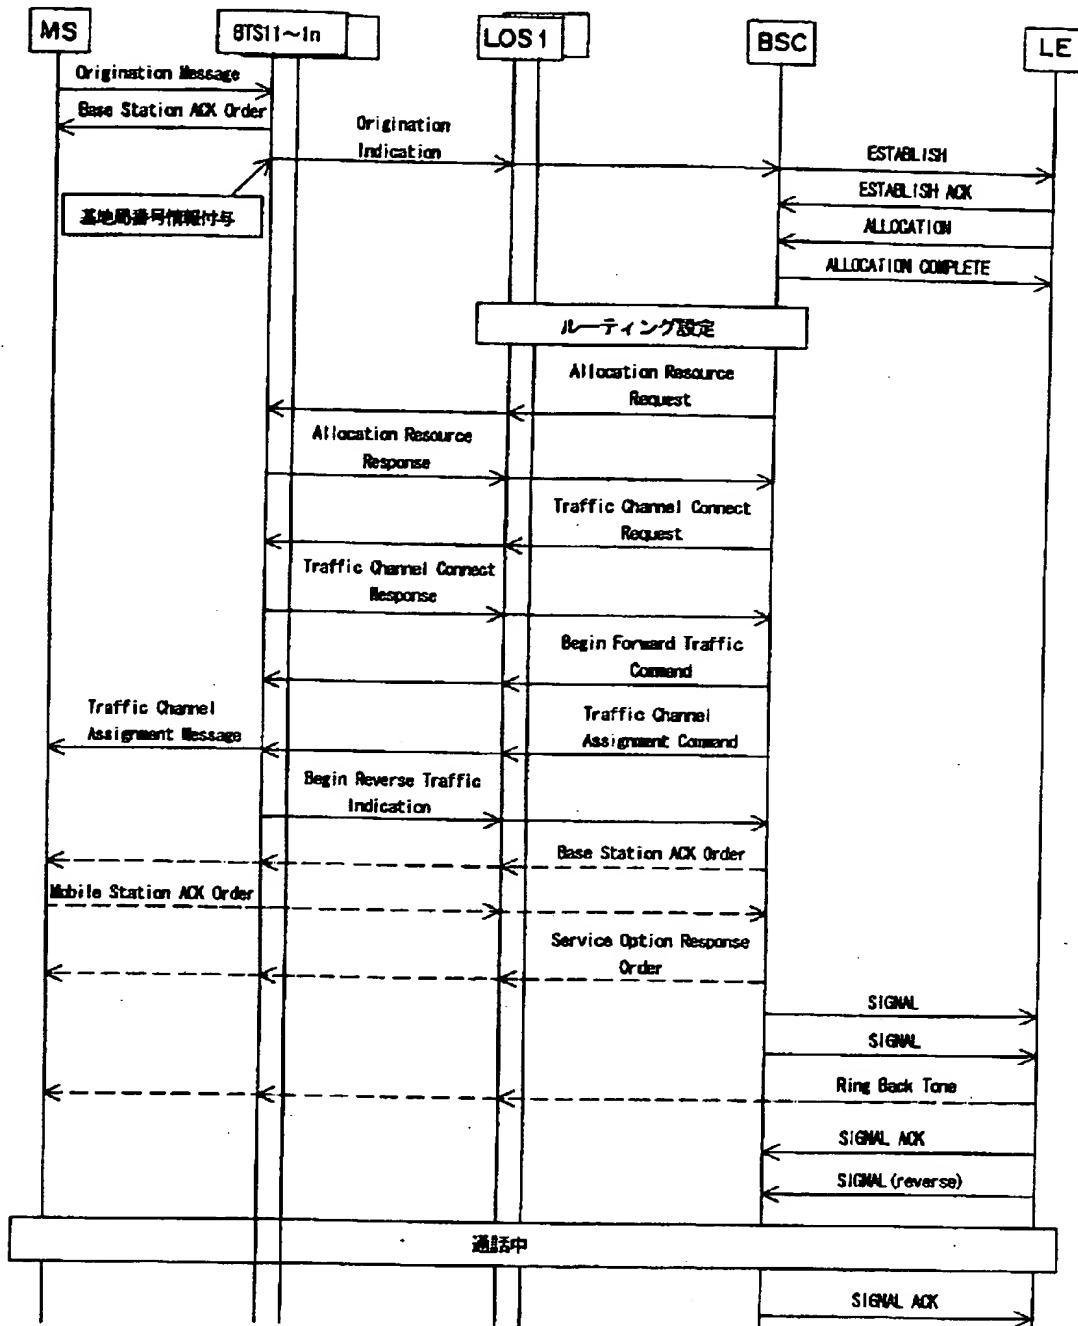 MS
BTS11~1n
LOS1
BSC
LE
Origination Message
Base Station ACK Order
Origination
Indication
ESTABLISH
ESTABLISH ACK
基地局番号情報付与
ALLOCATION
ALLOCATION COMPLETE
ルーティング設定
Allocation Resource
Request
Allocation Resource
Response
Traffic Channel Connect
Request
Traffic Channel Connect
Response
Begin Forward Traffic
Command
Traffic Channel
Assignment Message
Traffic Channel
Assignment Command
Begin Reverse Traffic
Indication
Base Station ACK Order
Mobile Station ACK Order
Service Option Response
Order
SIGNAL
SIGNAL
Ring Back Tone
SIGNAL ACK
SIGNAL(reverse)
通話中
SIGNAL ACK